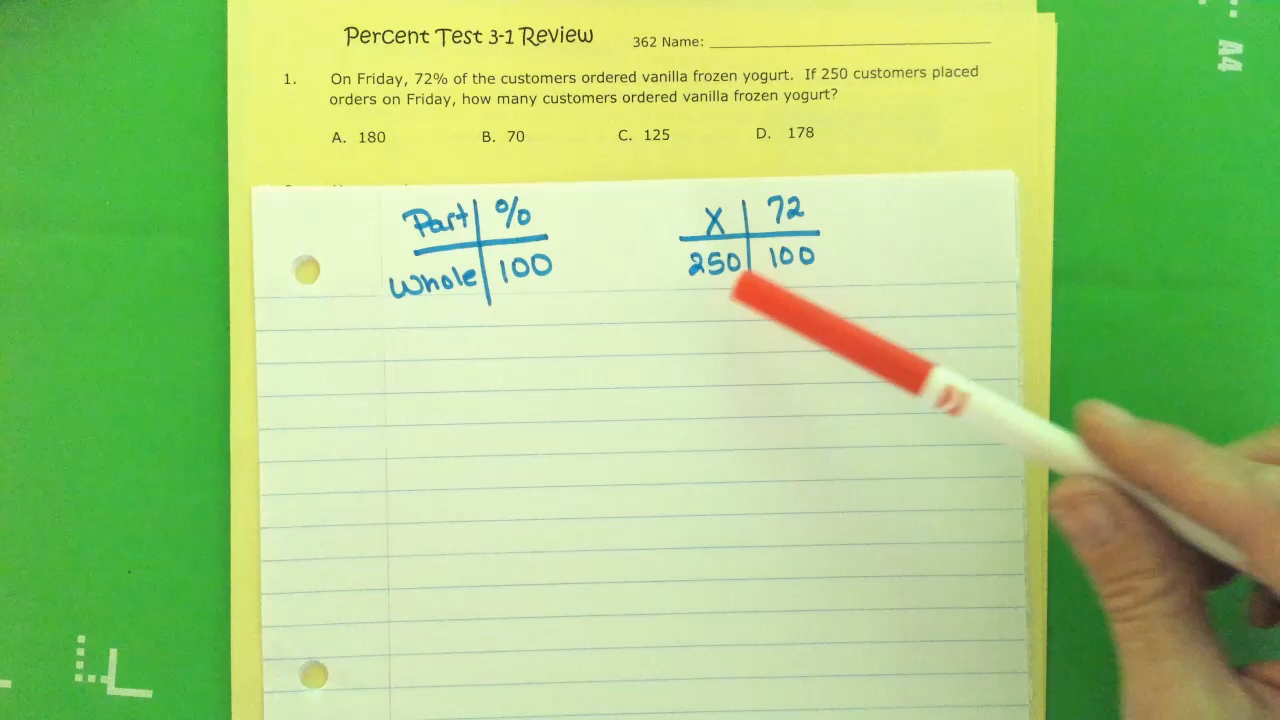 Percent Test 3-1 Review 362 Name:
1. On Friday, 72% of the customers ordered vanilla frozen yogurt. If 250 customers placed
orders on Friday, how many customers ordered vanilla frozen yogurt?
A. 180 B. 70 C. 125 D. 178
Part % X 72
Whole 100 250 100
A4